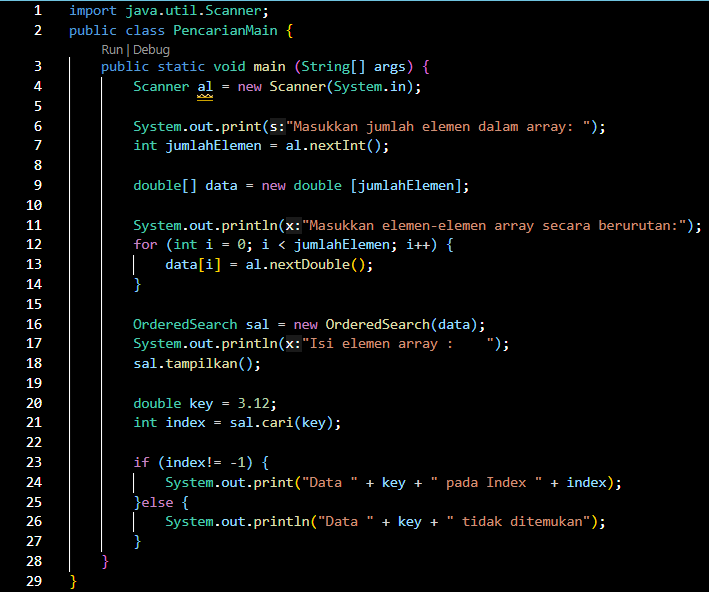 1 import java.util.Scanner;
2 public class PencarianMain {
Run | Debug
3 public static void main (String[] args) {
4 Scanner al = new Scanner(System.in);
5
6 System.out.print(s:"Masukkan jumlah elemen dalam array: ");
7 int jumlahElemen = al.nextInt();
8
9 double[] data = new double [jumlahElemen];
10
11 System.out.println(x:"Masukkan elemen-elemen array secara berurutan:");
12 for (int i = 0; i < jumlahElemen; i++) {
13 data[i] = al.nextDouble();
14 }
15
16 OrderedSearch sal = new OrderedSearch(data);
17 System.out.println(x:"Isi elemen array :    ");
18 sal.tampilkan();
19
20 double key = 3.12;
21 int index = sal.cari(key);
22
23 if (index!= -1) {
24 System.out.print("Data " + key + " pada Index " + index);
25 }else {
26 System.out.println("Data " + key + " tidak ditemukan");
27 }
28 }
29 }